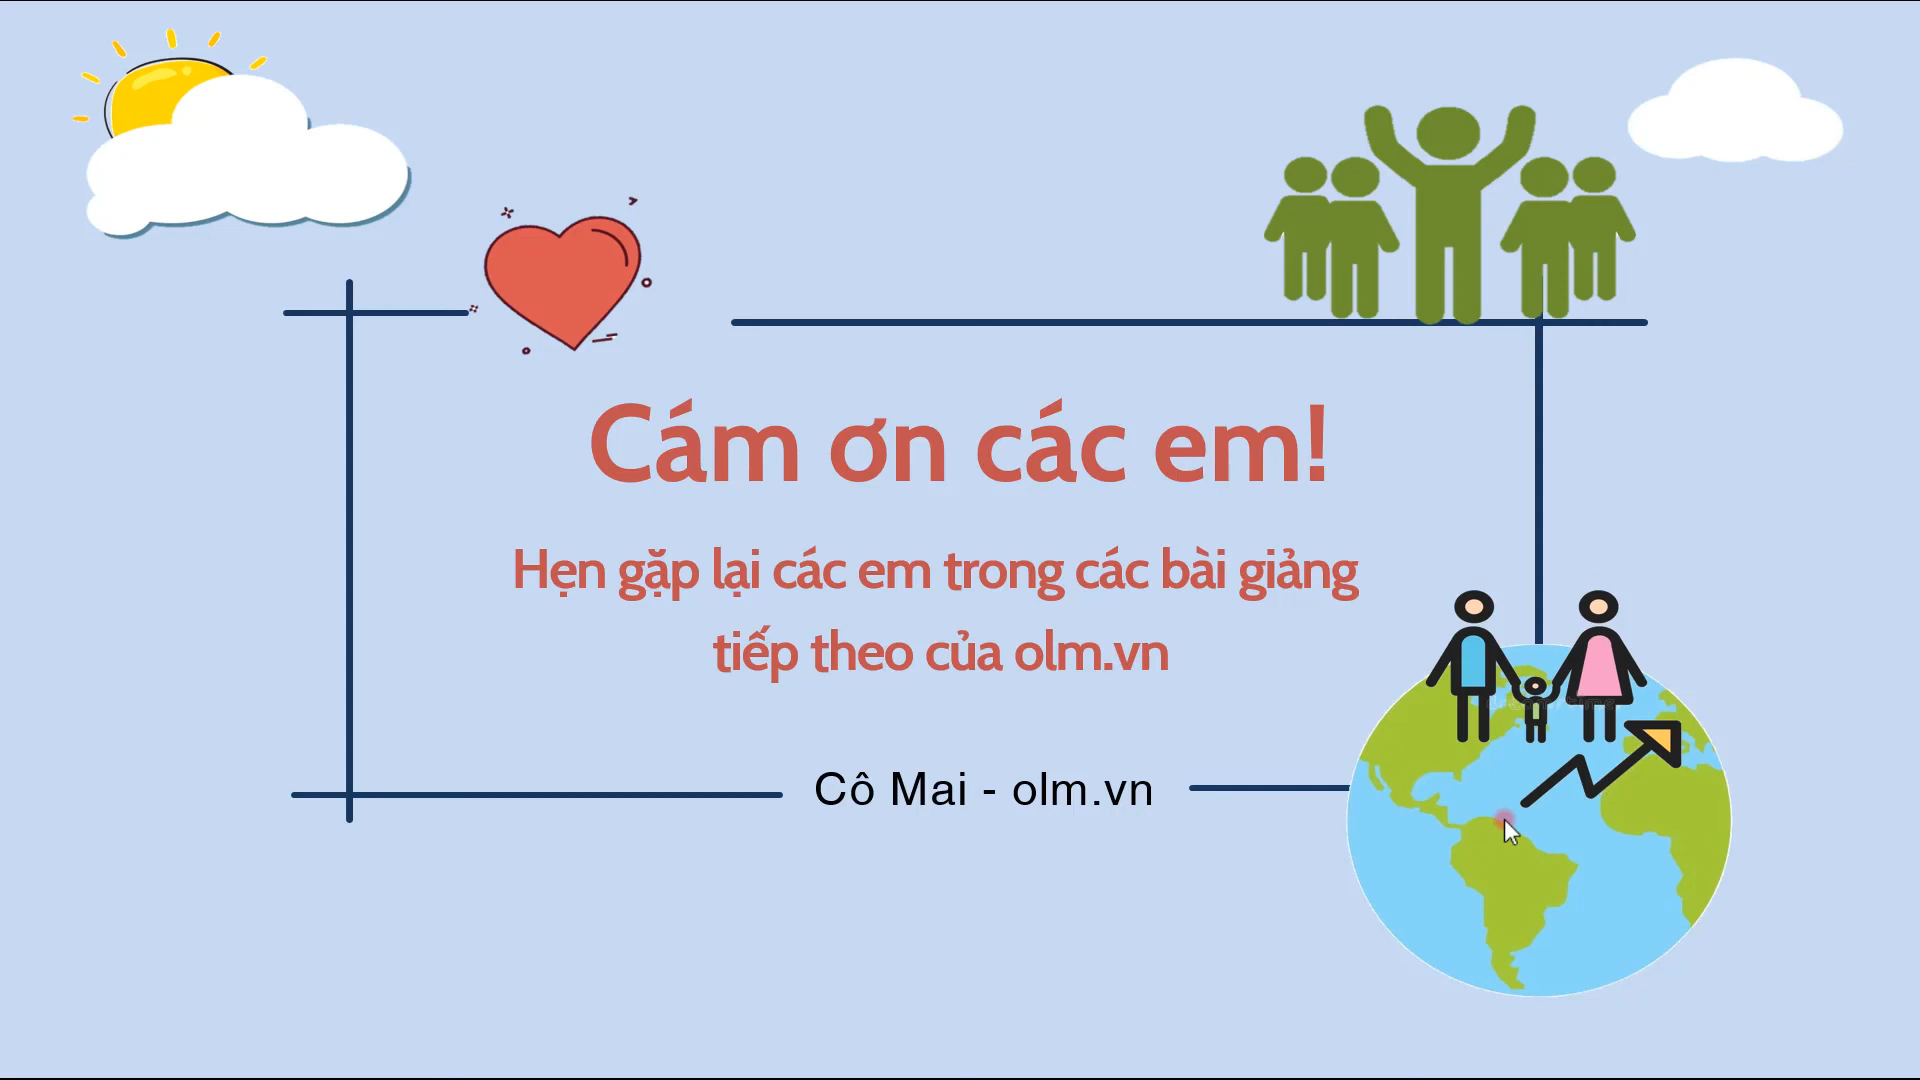 Cám ơn các em!
Hẹn gặp lại các em trong các bài giảng
tiếp theo của olm.vn
Cô Mai - olm.vn